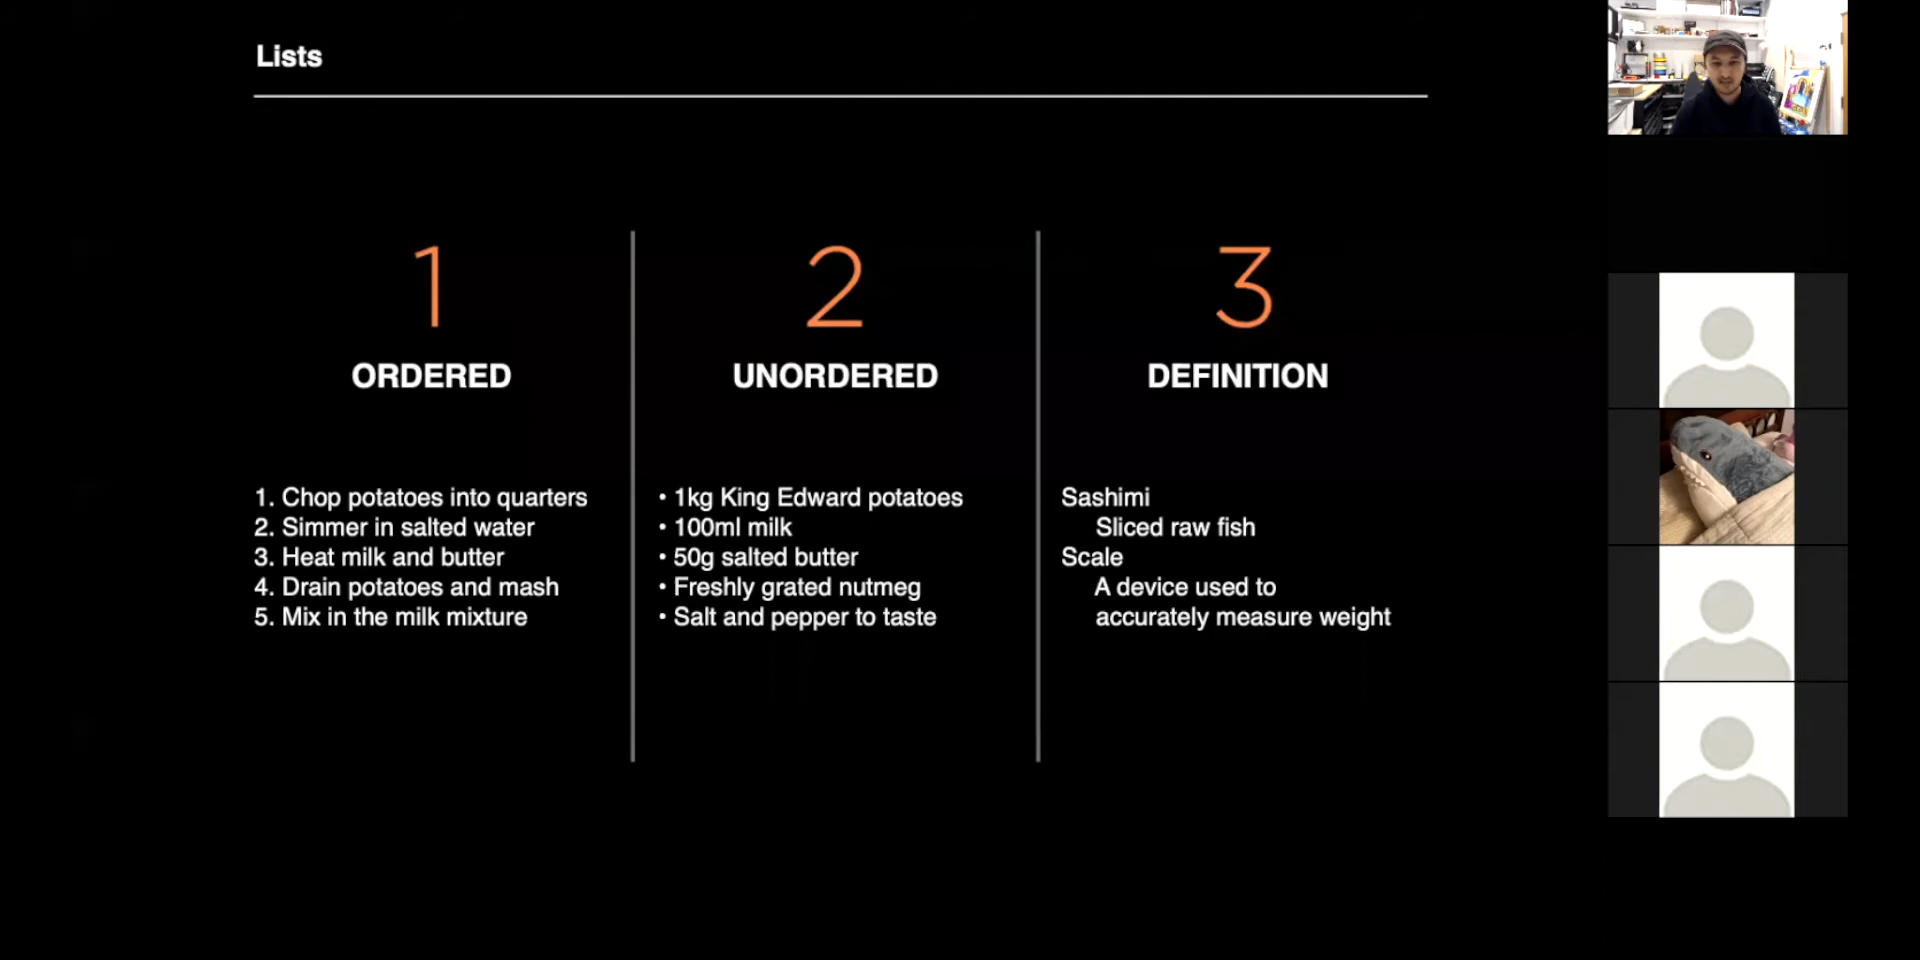 Lists
1
ORDERED
1. Chop potatoes into quarters
2. Simmer in salted water
3. Heat milk and butter
4. Drain potatoes and mash
5. Mix in the milk mixture
2
UNORDERED
• 1kg King Edward potatoes
• 100ml milk
• 50g salted butter
• Freshly grated nutmeg
• Salt and pepper to taste
3
DEFINITION
Sashimi
Sliced raw fish
Scale
A device used to
accurately measure weight